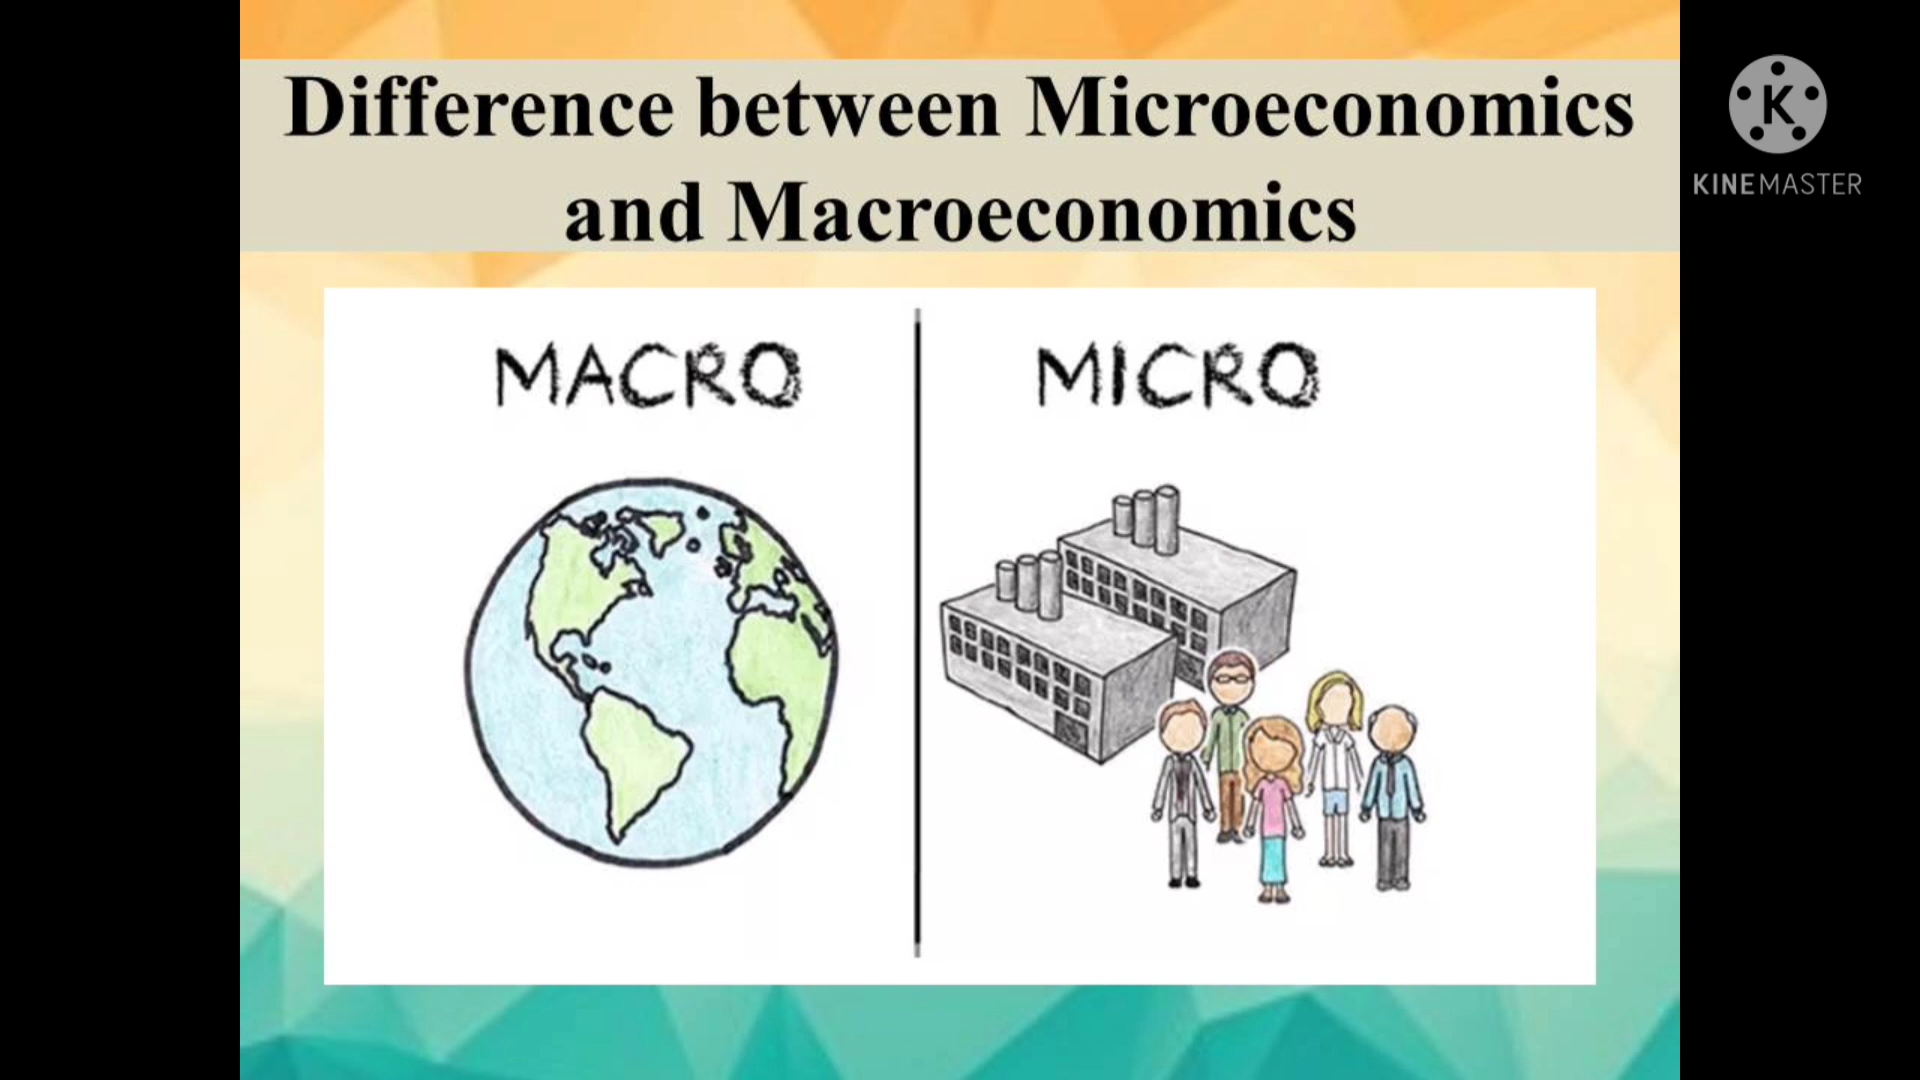 Difference between Microeconomics
and Macroeconomics
K
KINEMASTER
MACRO
MICRO